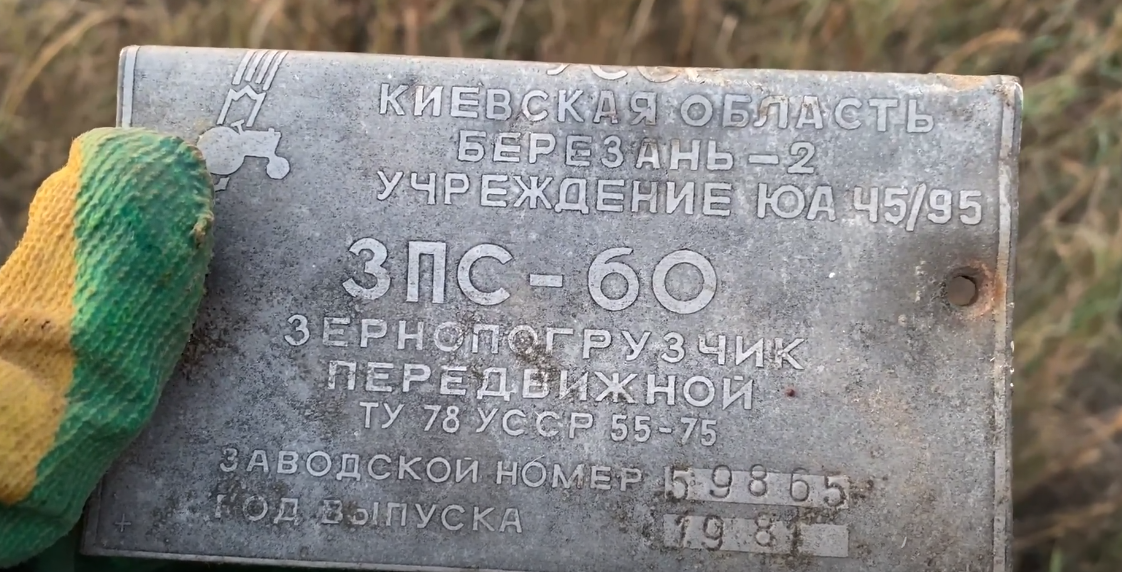 УССР
КИЕВСКАЯ ОБЛАСТЬ
БЕРЕЗАНЬ-2
УЧРЕЖДЕНИЕ ЮА 45/95
ЗПС-60
ЗЕРНОПОГРУЗЧИК
ПЕРЕДВИЖНОЙ
ТУ 78 УССР 55-75
ЗАВОДСКОЙ НОМЕР 59865
ГОД ВЫПУСКА 1981